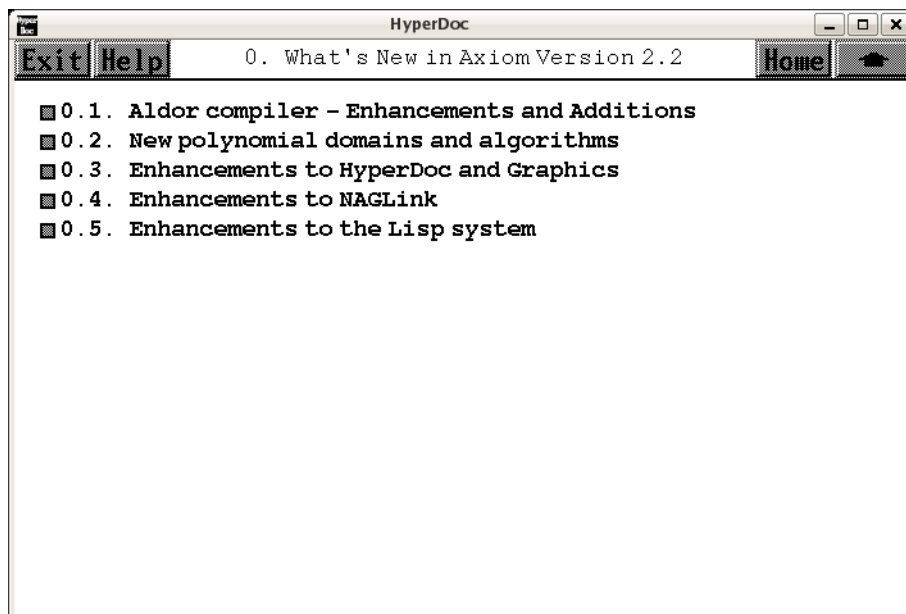 Hyper Doc
HyperDoc
Exit Help 0. What's New in Axiom Version 2.2 Home
0.1. Aldor compiler – Enhancements and Additions
0.2. New polynomial domains and algorithms
0.3. Enhancements to HyperDoc and Graphics
0.4. Enhancements to NAGLink
0.5. Enhancements to the Lisp system